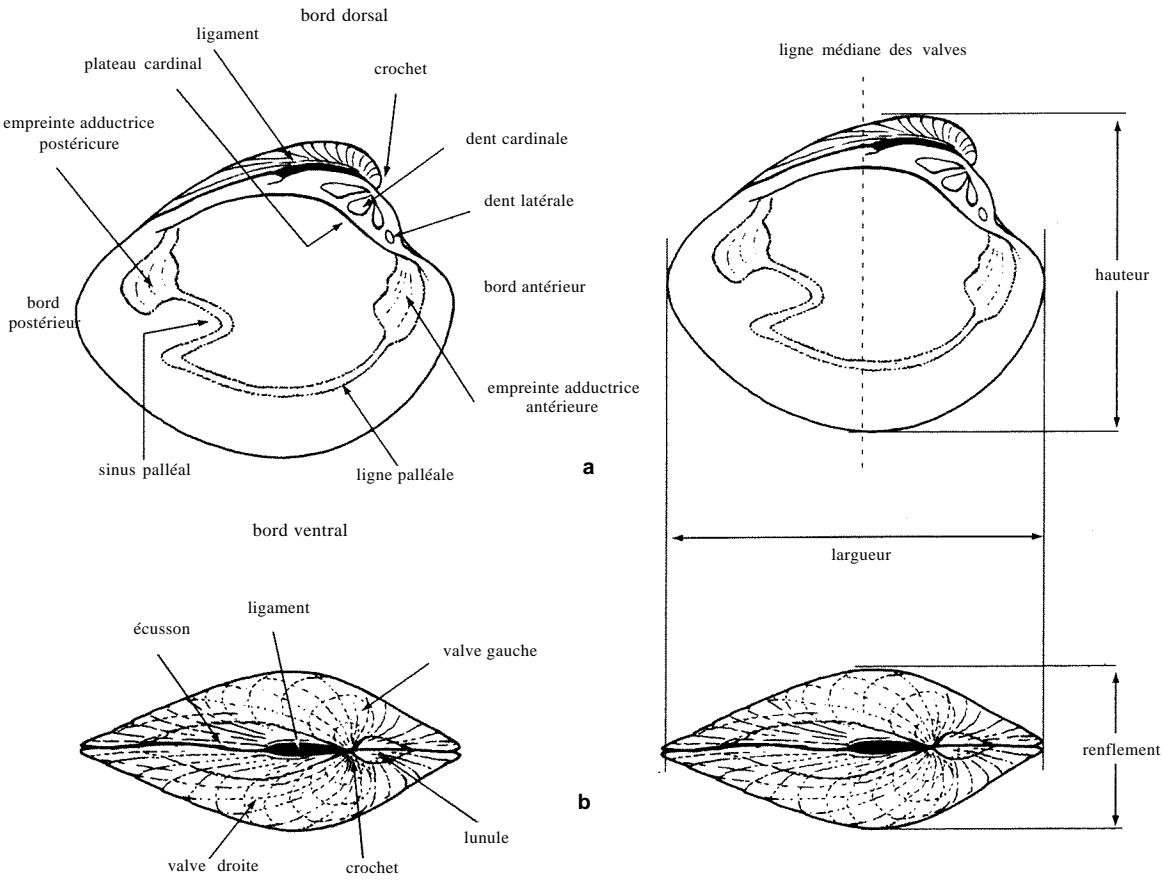 bord dorsal
ligament
plateau cardinal
crochet
empreinte adductrice
postéricure
dent cardinale
dent latérale
bord antérieur
bord
postérieur
empreinte adductrice
antérieure
sinus palléal
ligne palléale
a
bord ventral
ligne médiane des valves
hauteur
largueur
ligament
écusson
valve gauche
b
lunule
valve droite
crochet
renflement